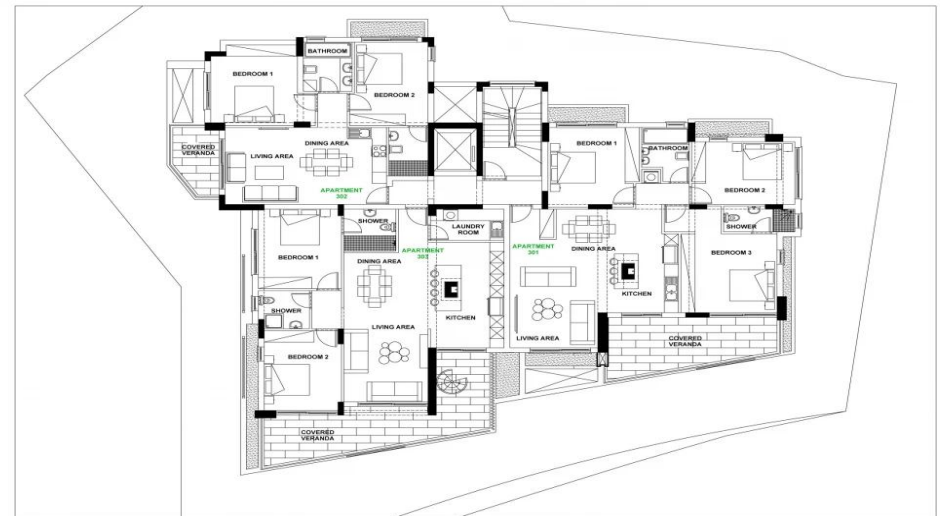 BATHROOM
BEDROOM 1
BEDROOM 2
COVERED
VERANDA
LIVING AREA
DINING AREA
APARTMENT
302
BEDROOM 1
BATHROOM
BEDROOM 2
SHOWER
LAUNDRY
ROOM
APARTMENT
303
BEDROOM 1
DINING AREA
SHOWER
KITCHEN
LIVING AREA
BEDROOM 2
COVERED
VERANDA
APARTMENT
301
DINING AREA
SHOWER
BEDROOM 3
KITCHEN
LIVING AREA
COVERED
VERANDA